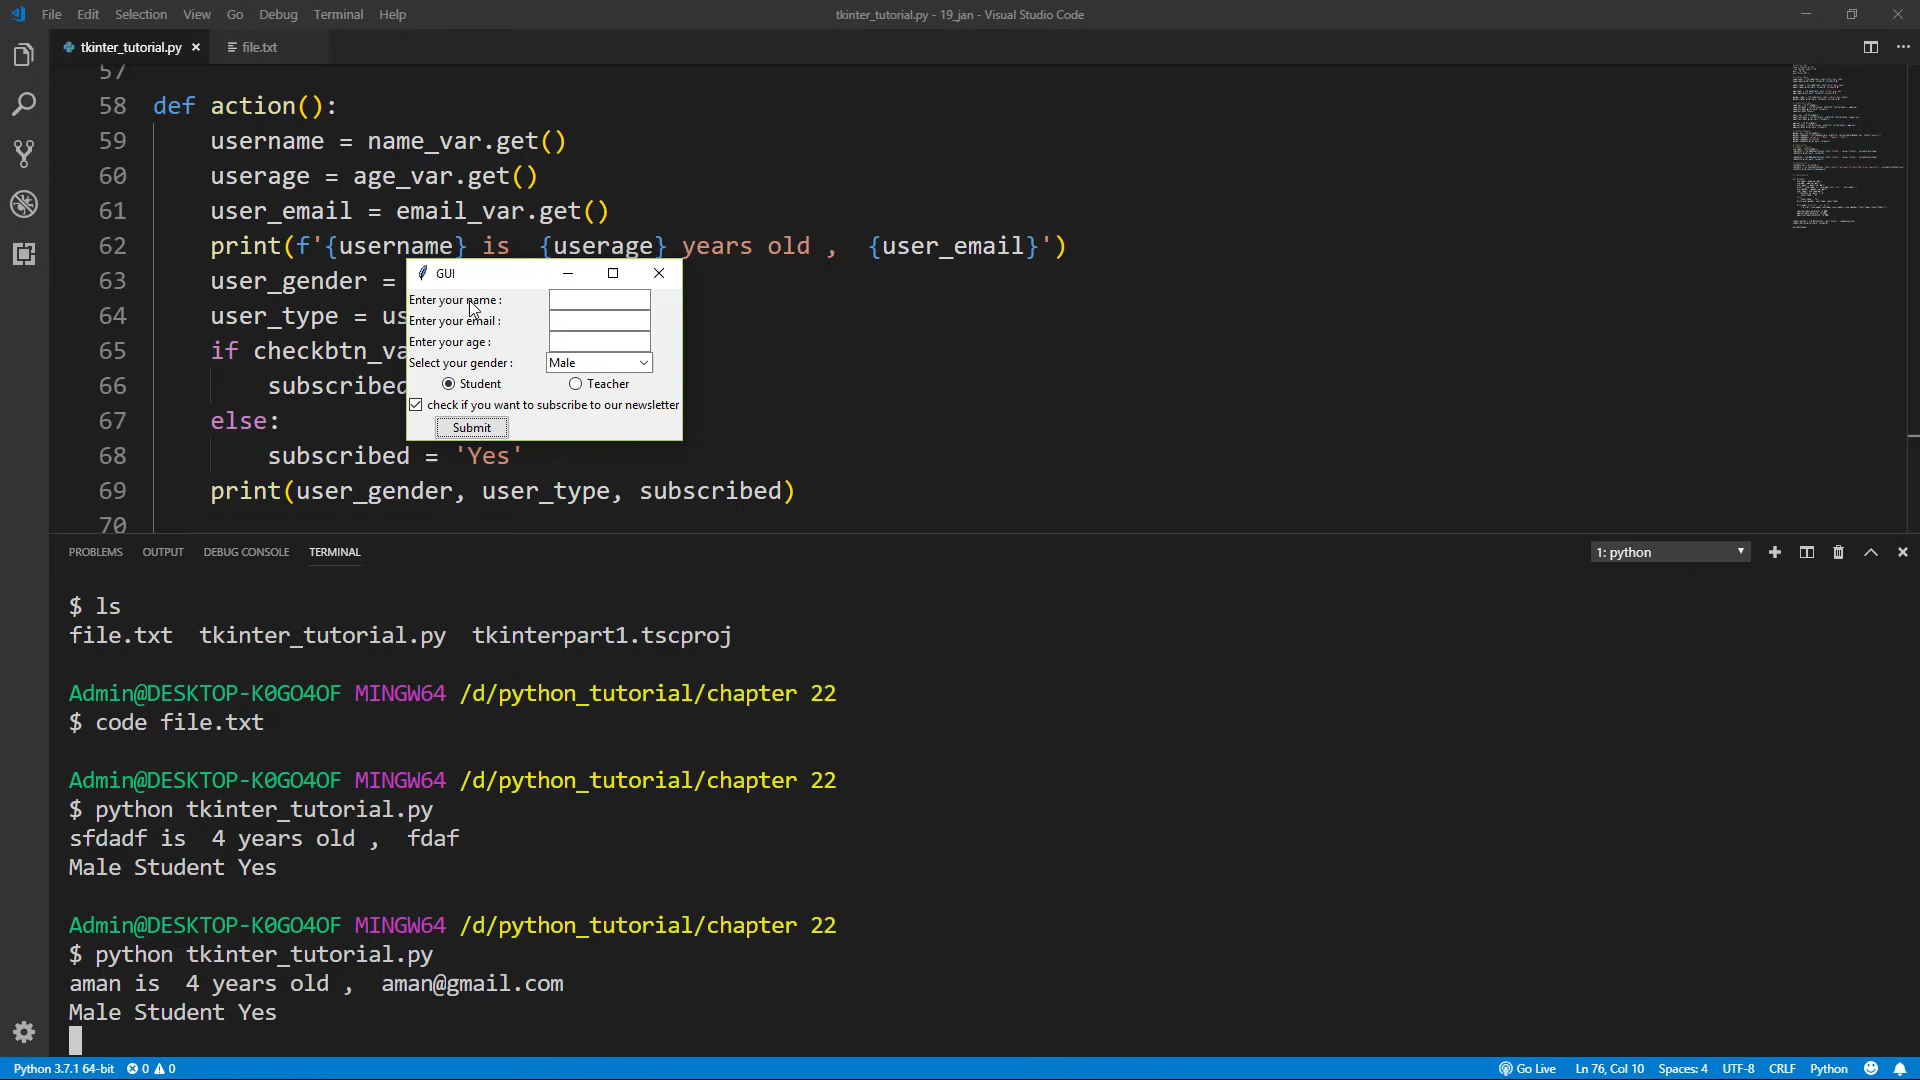 File Edit Selection View Go Debug Terminal Help
tkinter_tutorial.py - 19_jan - Visual Studio Code
tkinter_tutorial.py
file.txt
57
58 def action():
59 username = name_var.get()
60 userage = age_var.get()
61 user_email = email_var.get()
62 print(f'{username} is {userage} years old , {user_email}')
63 user_gender =
64 user_type = us
65 if checkbtn_va
66 subscribed
67 else:
68 subscribed = 'Yes'
69 print(user_gender, user_type, subscribed)
70
GUI
Enter your name :
Enter your email :
Enter your age :
Select your gender : Male
Student Teacher
check if you want to subscribe to our newsletter
Submit
PROBLEMS OUTPUT DEBUG CONSOLE TERMINAL
1: python
$ ls
file.txt tkinter_tutorial.py tkinterpart1.tscproj
Admin@DESKTOP-K0GO4OF MINGW64 /d/python_tutorial/chapter 22
$ code file.txt
Admin@DESKTOP-K0GO4OF MINGW64 /d/python_tutorial/chapter 22
$ python tkinter_tutorial.py
sfdadf is 4 years old , fdaf
Male Student Yes
Admin@DESKTOP-K0GO4OF MINGW64 /d/python_tutorial/chapter 22
$ python tkinter_tutorial.py
aman is 4 years old , aman@gmail.com
Male Student Yes
Python 3.7.1 64-bit 0 0
Go Live Ln 76, Col 10 Spaces: 4 UTF-8 CRLF Python